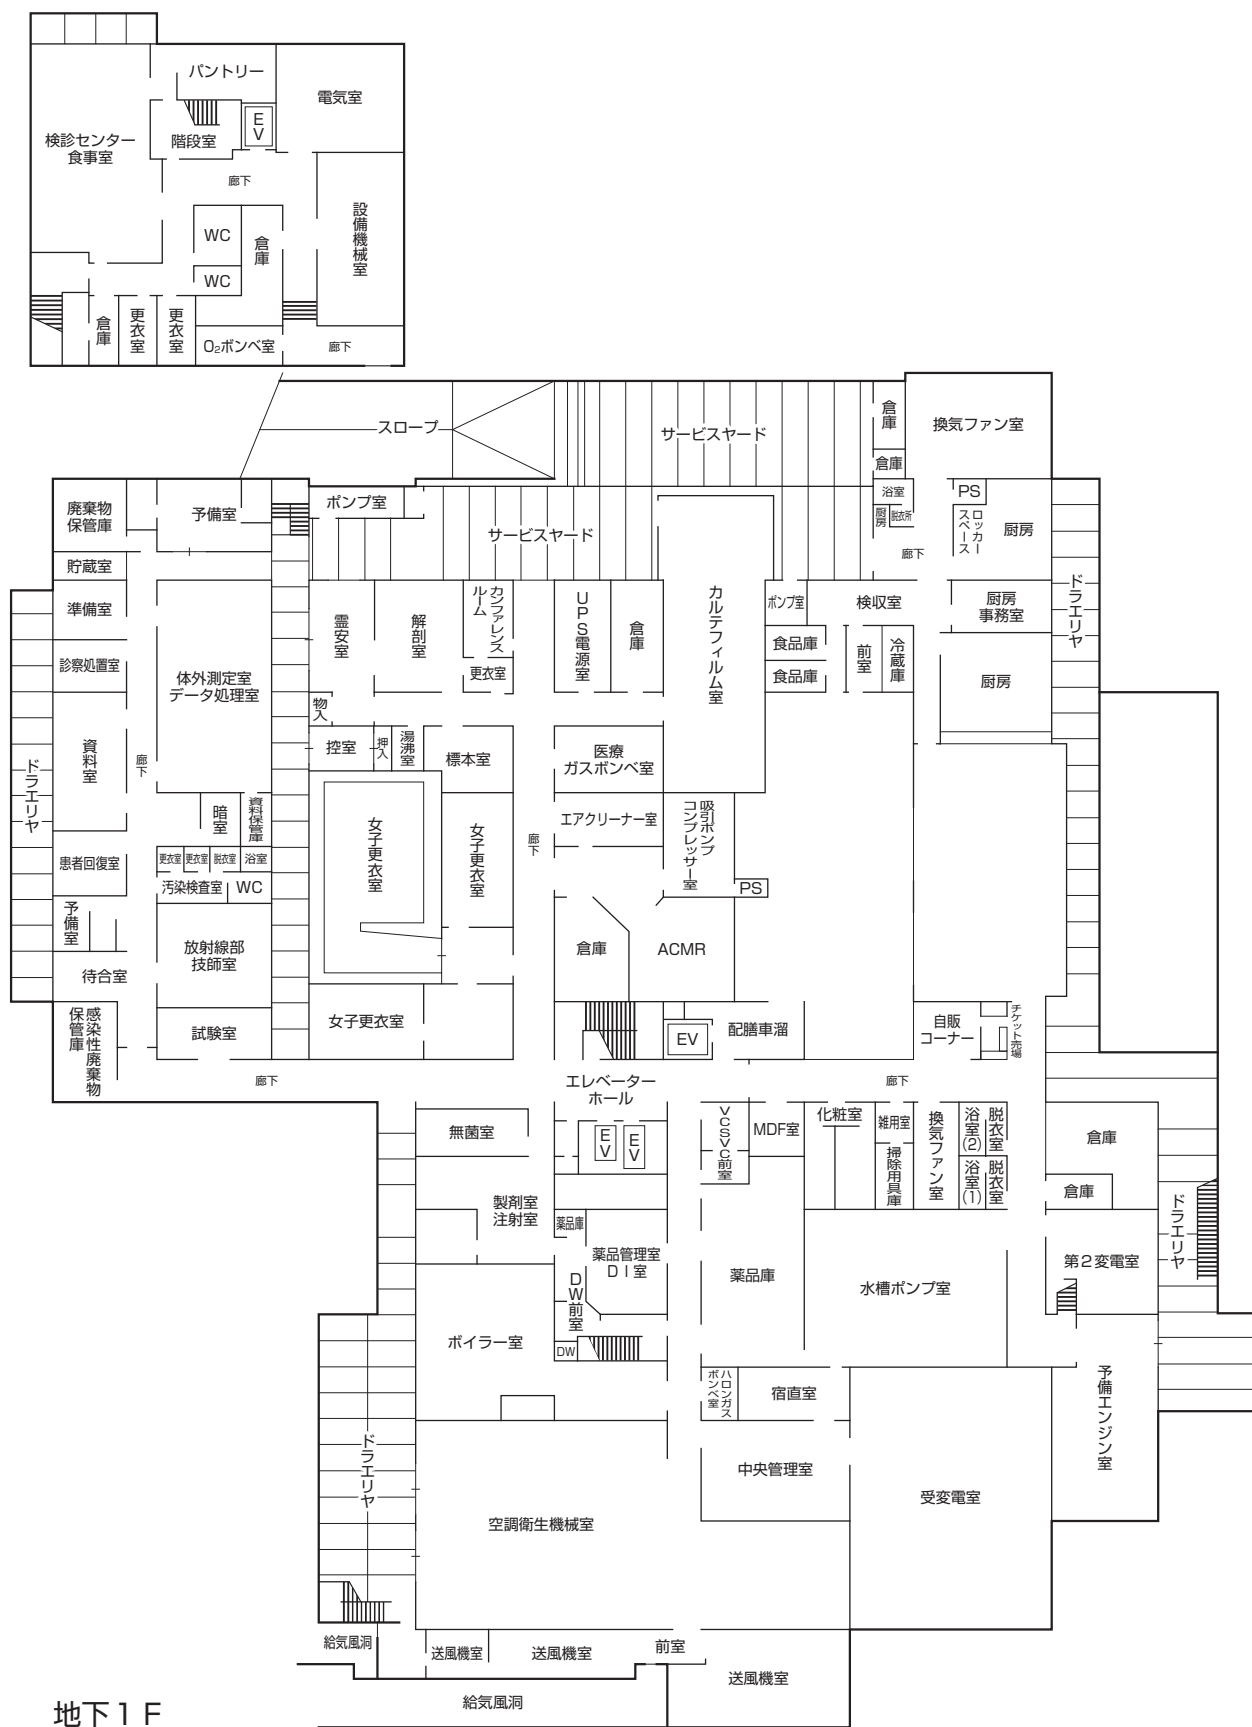 パントリー
電気室
検診センター
食事室
階段室
EV
廊下
設備機械室
WC
倉庫
WC
倉庫
更衣室
更衣室
O₂ボンベ室
廊下
スロープ
サービスヤード
倉庫
換気ファン室
倉庫
浴室
PS
厨房
脱衣所
ロッカー
スペース
厨房
廊下
廃棄物
保管庫
予備室
ポンプ室
サービスヤード
貯蔵室
準備室
霊安室
解剖室
カンファレンス
ルーム
UPS電源室
倉庫
カルテフィルム室
ポンプ室
検収室
厨房
事務室
ドライエリヤ
診察処置室
体外測定室
データ処理室
更衣室
食品庫
食品庫
前室
冷蔵庫
厨房
物入
資料室
廊下
控室
押入
湯沸室
標本室
医療
ガスボンベ室
ドライエリヤ
暗室
資料保管庫
女子更衣室
女子更衣室
廊下
エアクリーナー室
吸引ポンプ
コンプレッサー室
患者回復室
更衣室
更衣室
脱衣室
浴室
汚染検査室
WC
PS
予備室
放射線部
技師室
倉庫
ACMR
待合室
感染性廃棄物
保管庫
試験室
女子更衣室
EV
配膳車溜
自販
コーナー
チケット売場
廊下
エレベーター
ホール
廊下
無菌室
EV
EV
VCSVC前室
MDF室
化粧室
雑用室
掃除用具庫
換気ファン室
浴室(2)
脱衣室
浴室(1)
脱衣室
倉庫
倉庫
製剤室
注射室
薬品庫
薬品管理室
DI室
DW前室
薬品庫
水槽ポンプ室
第2変電室
ドライエリヤ
ボイラー室
DW
ハロンガス
ボンベ室
宿直室
予備エンジン室
ドライエリヤ
中央管理室
受変電室
空調衛生機械室
給気風洞
送風機室
送風機室
前室
送風機室
給気風洞
地下1F